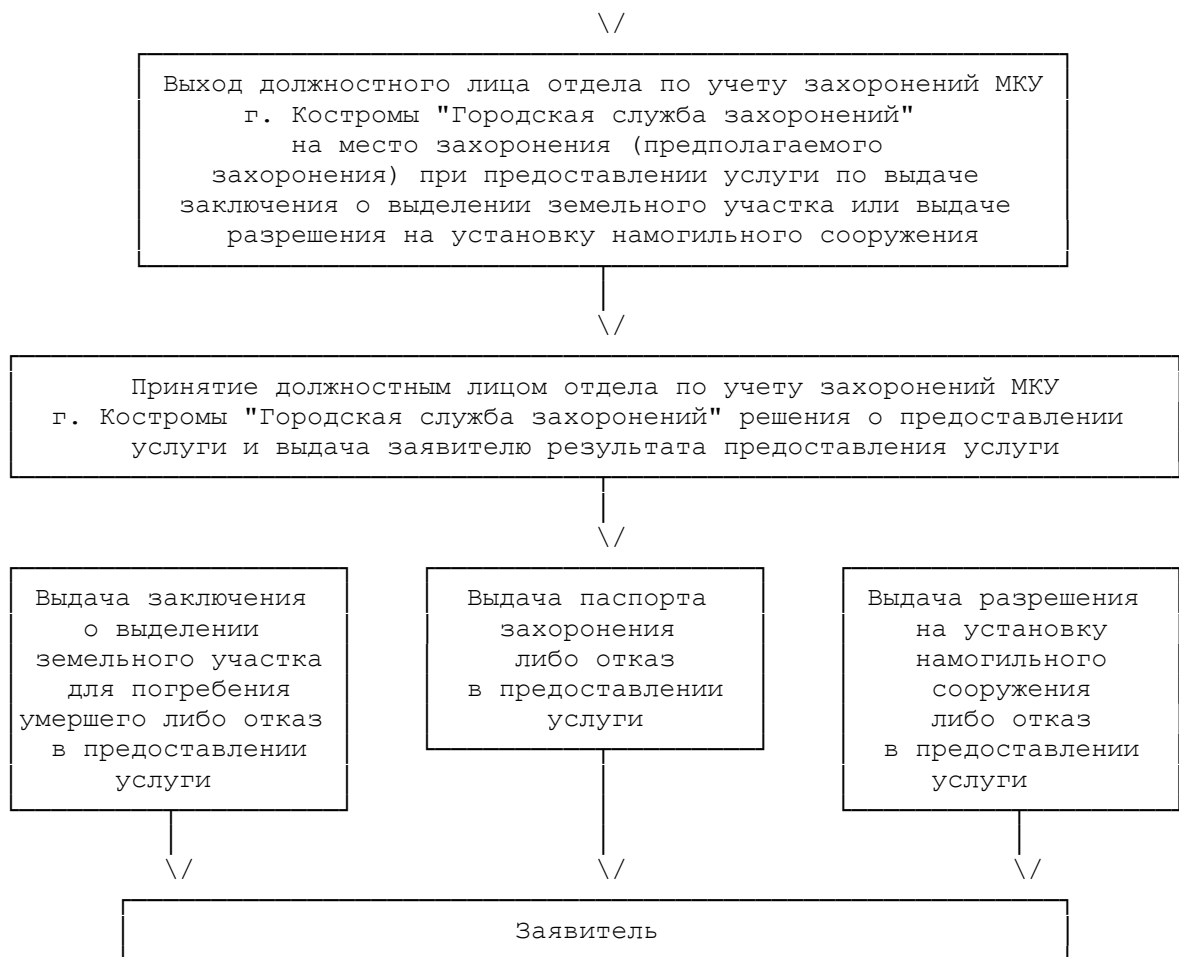 Выход должностного лица отдела по учету захоронений МКУ
г. Костромы "Городская служба захоронений"
на место захоронения (предполагаемого
захоронения) при предоставлении услуги по выдаче
заключения о выделении земельного участка или выдаче
разрешения на установку намогильного сооружения
Принятие должностным лицом отдела по учету захоронений МКУ
г. Костромы "Городская служба захоронений" решения о предоставлении
услуги и выдача заявителю результата предоставления услуги
Выдача заключения
о выделении
земельного участка
для погребения
умершего либо отказ
в предоставлении
услуги
Выдача паспорта
захоронения
либо отказ
в предоставлении
услуги
Выдача разрешения
на установку
намогильного
сооружения
либо отказ
в предоставлении
услуги
Заявитель